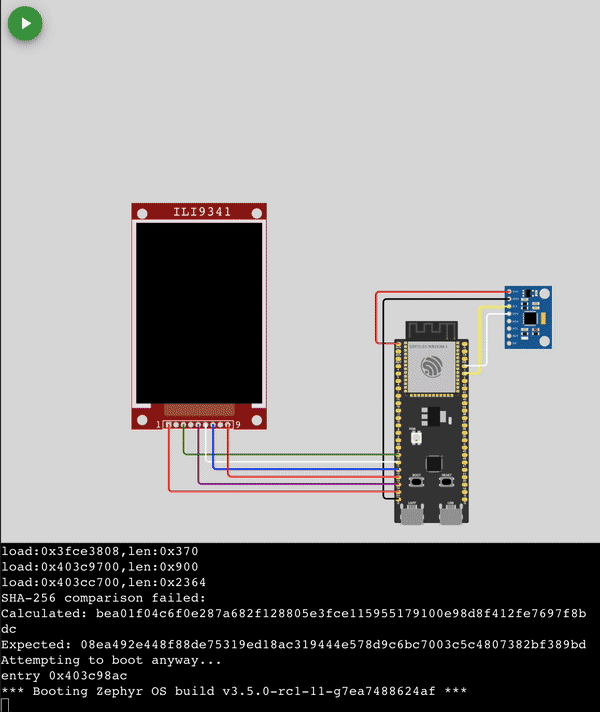 ILI9341
1
9
load:0x3fce3808,len:0x370
load:0x403c9700,len:0x900
load:0x403cc700,len:0x2364
SHA-256 comparison failed:
Calculated: bea01f04c6f0e287a682f128805e3fce115955179100e98d8f412fe7697f8b
dc
Expected: 08ea492e448f88de75319ed18ac319444e578d9c6bc7003c5c4807382bf389bd
Attempting to boot anyway...
entry 0x403c98ac
*** Booting Zephyr OS build v3.5.0-rc1-11-g7ea7488624af ***